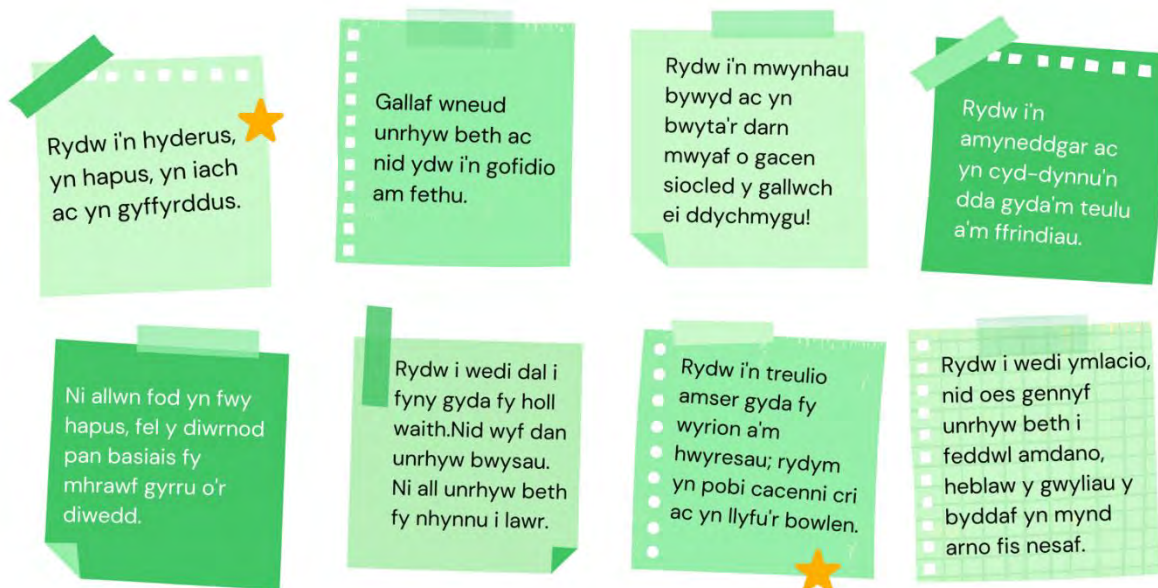 Rydw i'n hyderus,
yn hapus, yn iach
ac yn gyffyrddus.
Gallaf wneud
unrhyw beth ac
nid ydw i'n gofidio
am fethu.
Rydw i'n mwynhau
bywyd ac yn
bwyta'r darn
mwyaf o gacen
siocled y gallwch
ei ddychmygu!
Rydw i'n
amyneddgar ac
yn cyd-dynnu'n
dda gyda'm teulu
a'm ffrindiau.
Ni allwn fod yn fwy
hapus, fel y diwrnod
pan basiais fy
mhrawf gyrru o'r
diwedd.
Rydw i wedi dal i
fyny gyda fy holl
waith.Nid wyf dan
unrhyw bwysau.
Ni all unrhyw beth
fy nhynnu i lawr.
Rydw i'n treulio
amser gyda fy
wyrion a'm
hwyresau; rydym
yn pobi cacenni cri
ac yn llyfu'r bowlen.
Rydw i wedi ymlacio,
nid oes gennyf
unrhyw beth i
feddwl amdano,
heblaw y gwyliau y
byddaf yn mynd
arno fis nesaf.